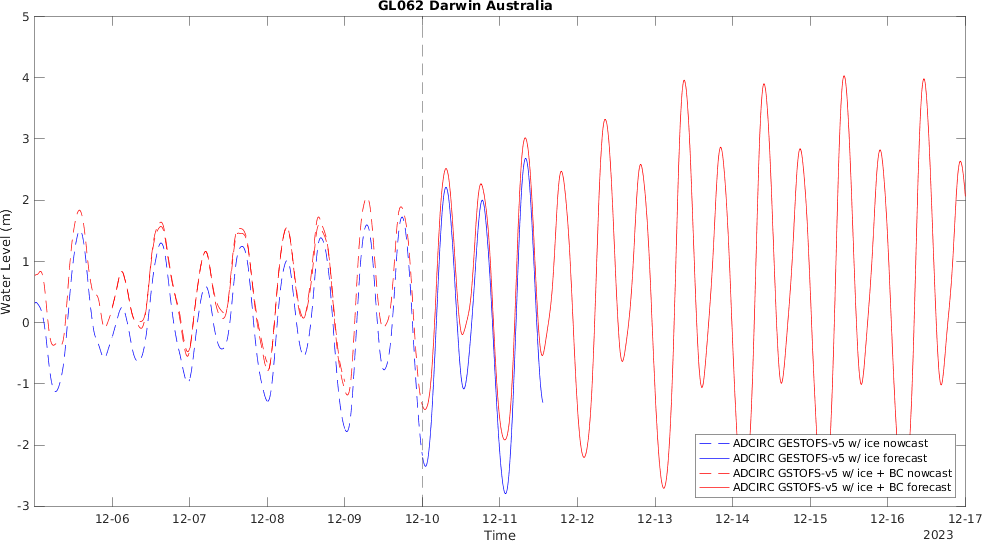 GL062 Darwin Australia
5
4
3
2
1
0
-1
-2
-3
Water Level (m)
ADCIRC GESTOFS-v5 w/ ice nowcast
ADCIRC GESTOFS-v5 w/ ice forecast
ADCIRC GSTOFS-v5 w/ ice + BC nowcast
ADCIRC GSTOFS-v5 w/ ice + BC forecast
12-06 12-07 12-08 12-09 12-10 12-11 12-12 12-13 12-14 12-15 12-16 12-17
Time
2023